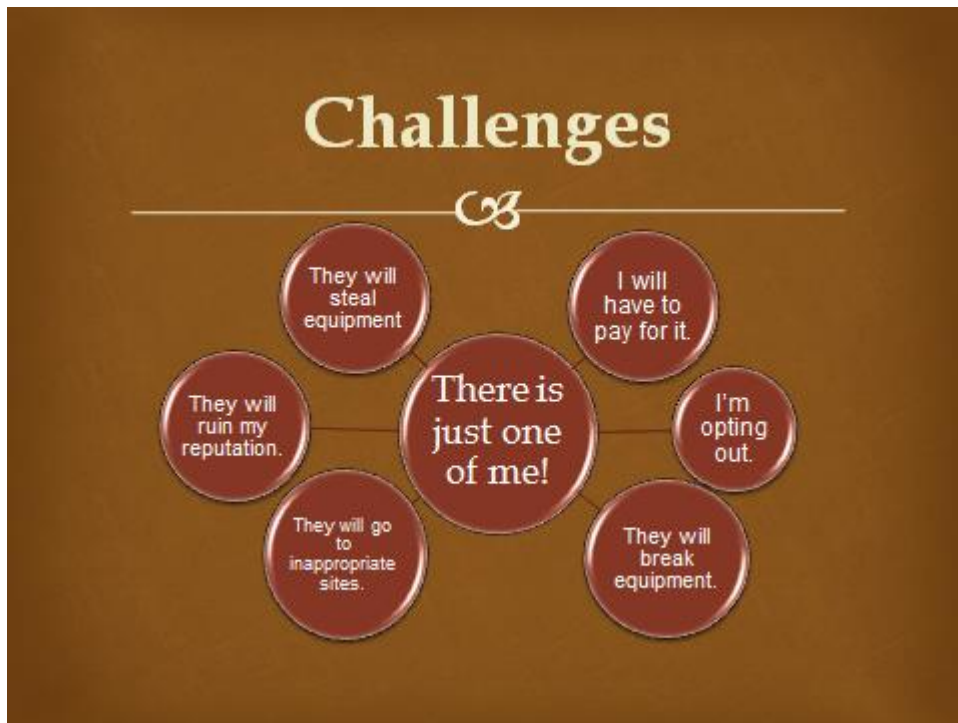 Challenges
They will
steal
equipment
I will
have to
pay for it.
There is
just one
of me!
They will
ruin my
reputation.
I'm
opting
out.
They will go
to
inappropriate
sites.
They will
break
equipment.